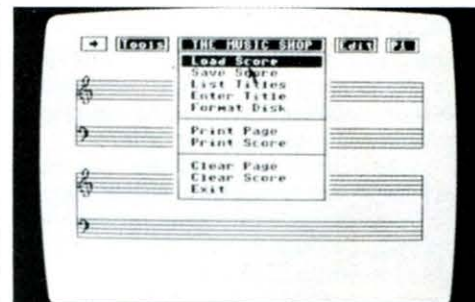 Tools THE MUSIC SHOP Edit P1
Load Score
Save Score
List Titles
Enter Title
Format Disk
Print Page
Print Score
Clear Page
Clear Score
Exit